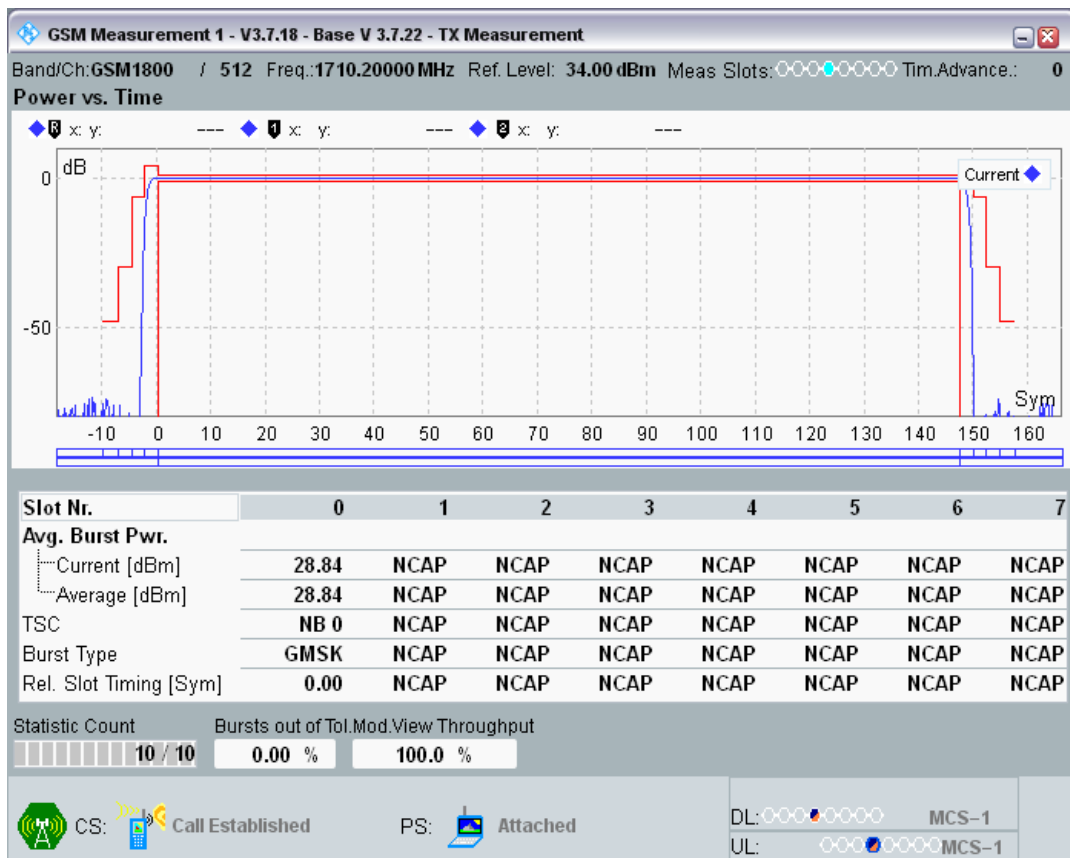 GSM Measurement 1 - V3.7.18 - Base V 3.7.22 - TX Measurement
Band/Ch:GSM1800 / 512 Freq.:1710.20000 MHz Ref. Level: 34.00 dBm Meas Slots: Tim.Advance.: 0
Power vs. Time
R x: y: --- 1 x: y: --- 2 x: y: ---
dB
Current
0
-50
Sym
-10 0 10 20 30 40 50 60 70 80 90 100 110 120 130 140 150 160
Slot Nr. 0 1 2 3 4 5 6 7
Avg. Burst Pwr.
Current [dBm] 28.84 NCAP NCAP NCAP NCAP NCAP NCAP NCAP
Average [dBm] 28.84 NCAP NCAP NCAP NCAP NCAP NCAP NCAP
TSC NB 0 NCAP NCAP NCAP NCAP NCAP NCAP NCAP
Burst Type GMSK NCAP NCAP NCAP NCAP NCAP NCAP NCAP
Rel. Slot Timing [Sym] 0.00 NCAP NCAP NCAP NCAP NCAP NCAP NCAP
Statistic Count Bursts out of Tol.Mod.View Throughput
10 / 10 0.00 % 100.0 %
CS: Call Established PS: Attached
DL: MCS-1
UL: MCS-1